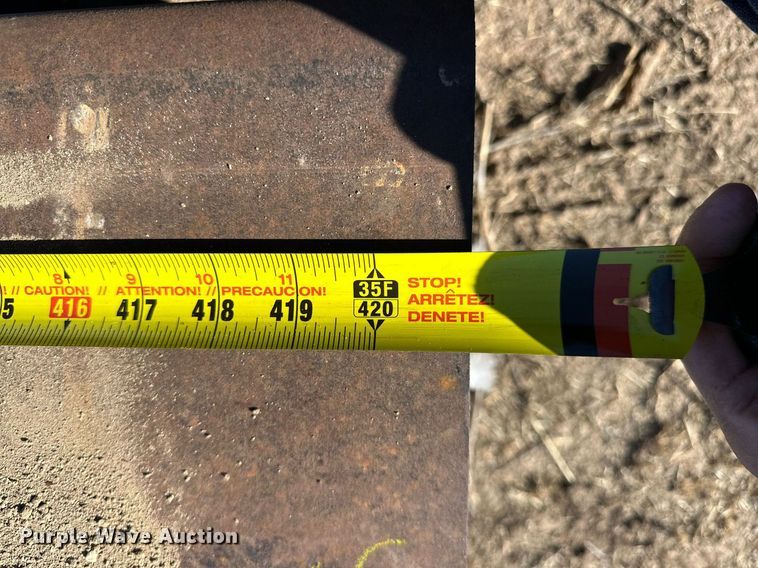 8 9 10 11
! // CAUTION! // ATTENTION! // PRECAUCION!
5 416 417 418 419
35F
420
STOP!
ARRÊTEZ!
DENETE!
Purple Wave Auction